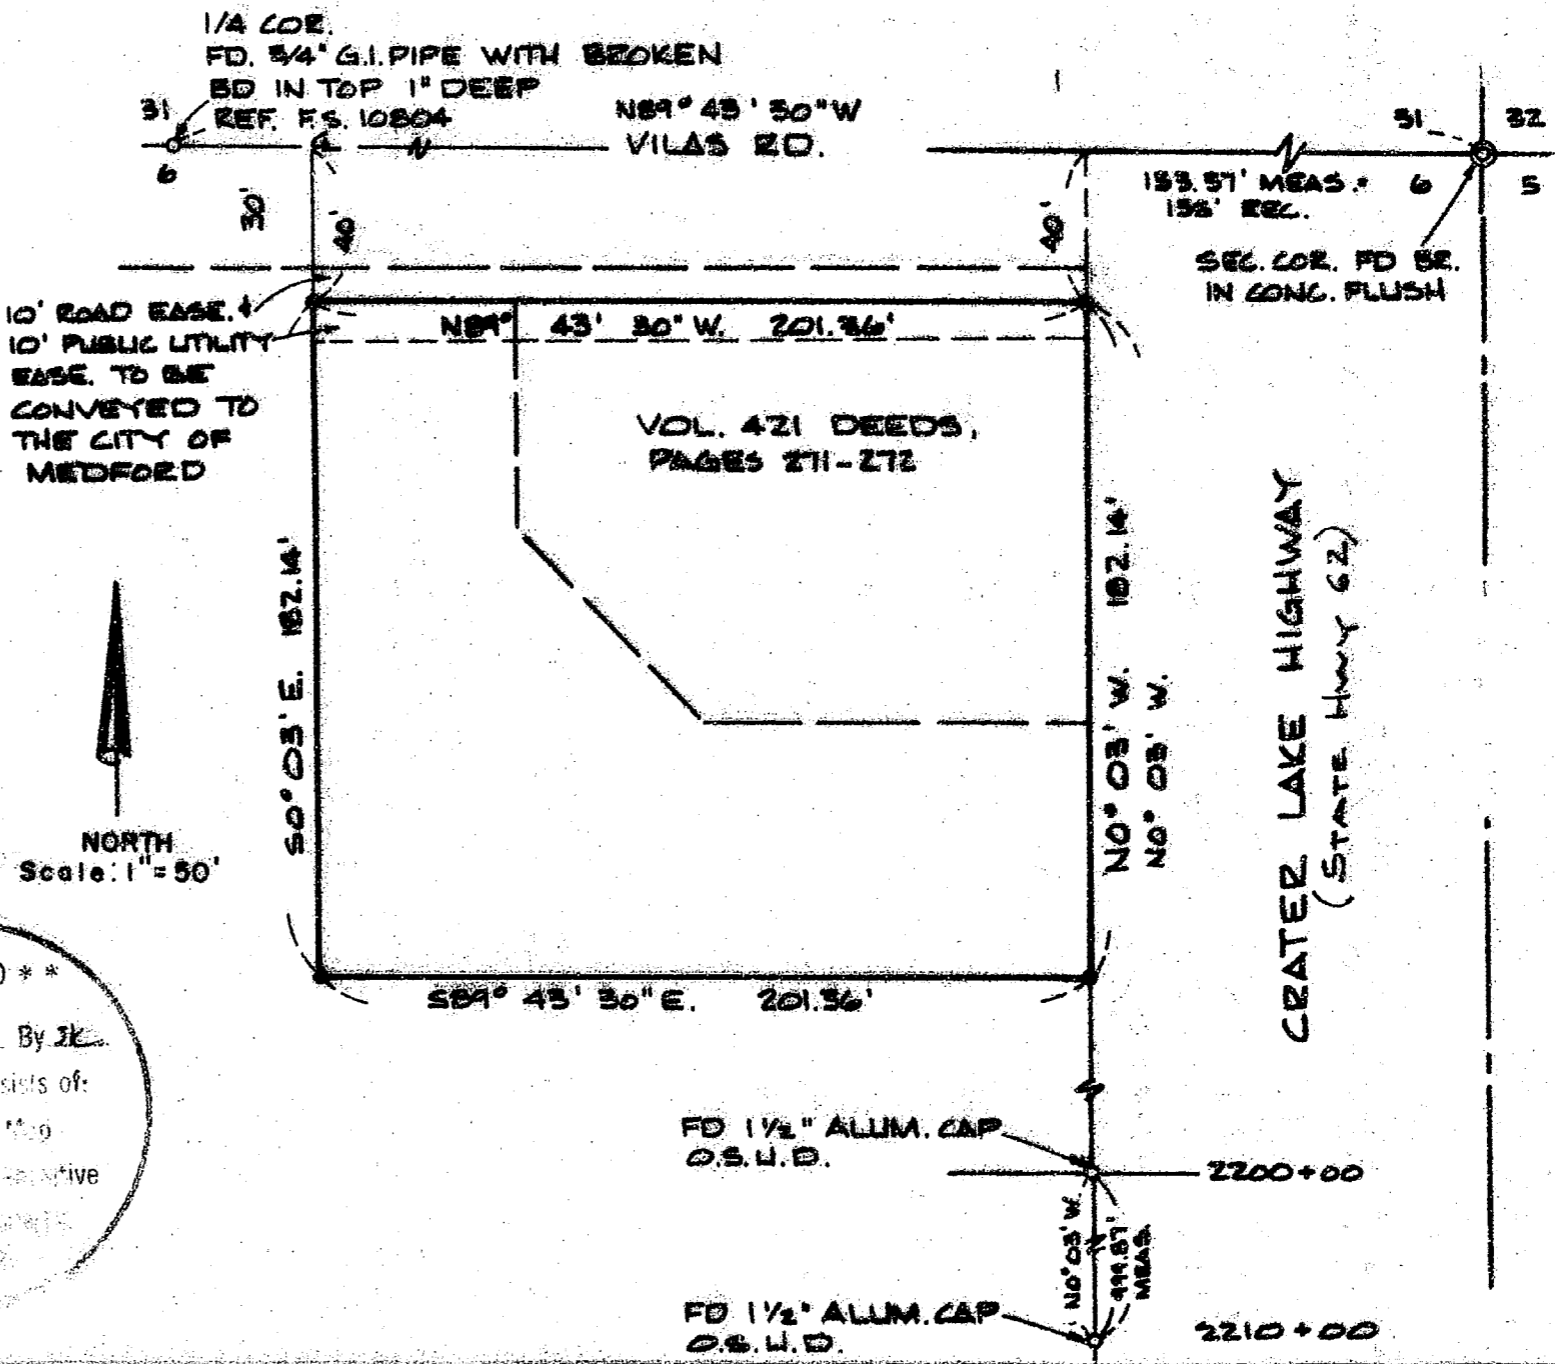 1/4 COR.
FD. 3/4" G.I. PIPE WITH BROKEN
BD IN TOP 1" DEEP
REF. F.S. 10804
31
6
N89° 43' 30" W
VILAS RD.
31
32
6
5
133.37' MEAS.
SEC. COR. FD BR.
IN CONC. FLUSH
30'
40'
40'
10' ROAD EASE. &
10' PUBLIC UTILITY
EASE. TO BE
CONVEYED TO
THE CITY OF
MEDFORD
N89° 43' 30" W. 201.36'
VOL. 421 DEEDS,
PAGES 271-272
S0° 03' E. 182.14'
182.14'
N0° 03' W.
N0° 03' W.
CRATER LAKE HIGHWAY
(STATE HWY 62)
NORTH
Scale: 1" = 50'
S89° 43' 30" E. 201.36'
**
By
sists of:
FD 1 1/2" ALUM. CAP
O.S.H.D.
2200+00
N0° 03' W.
MEAS.
FD 1 1/2" ALUM. CAP
O.S.H.D.
2210+00